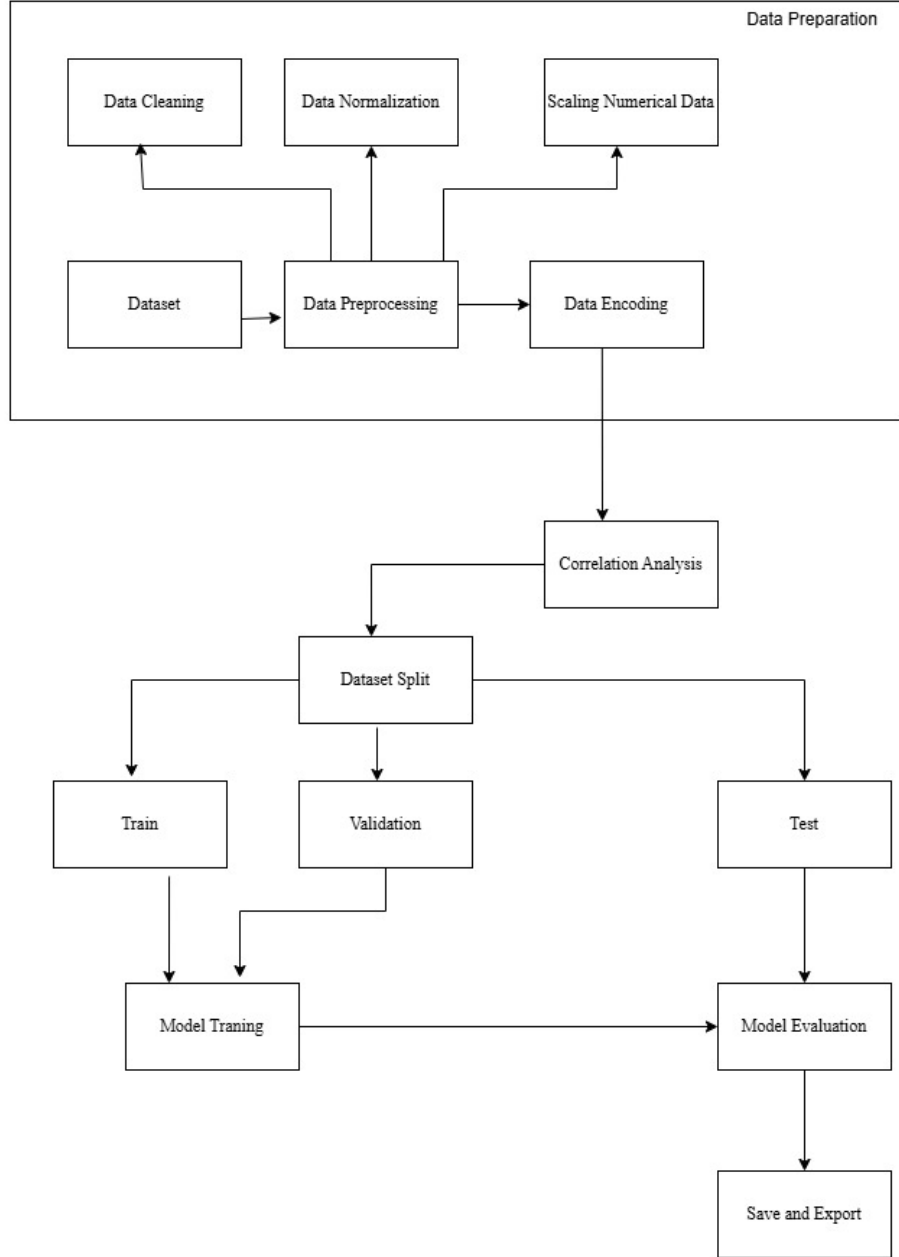 Data Preparation
Data Cleaning
Data Normalization
Scaling Numerical Data
Dataset
Data Preprocessing
Data Encoding
Correlation Analysis
Dataset Split
Train
Validation
Test
Model Traning
Model Evaluation
Save and Export